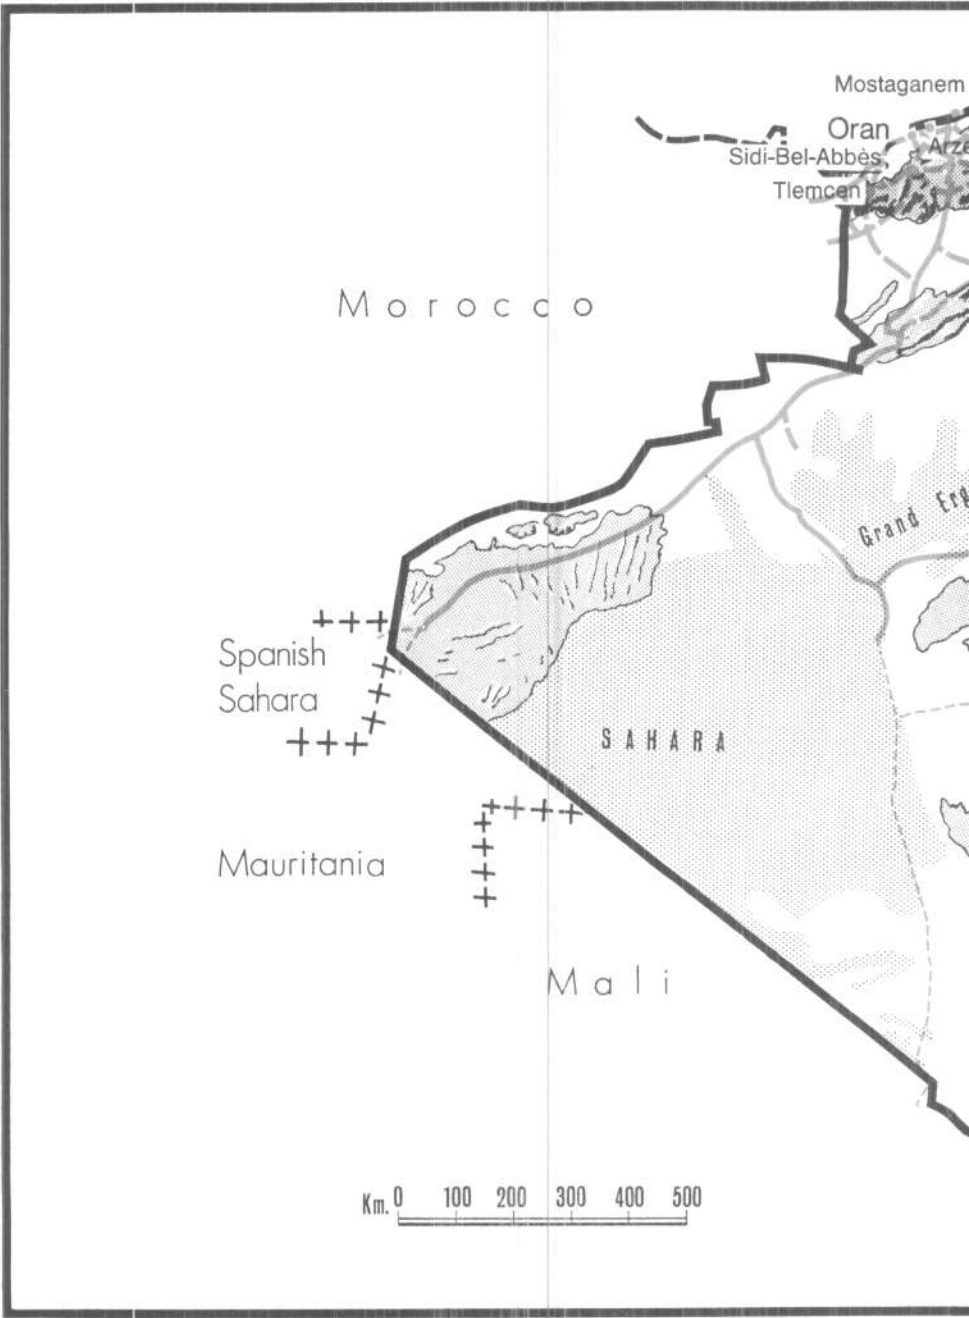 Mostaganem
Oran
Arze
Sidi-Bel-Abbès
Tlemcen
Morocco
Grand Erg
Spanish
Sahara
SAHARA
Mauritania
Mali
Km. 0 100 200 300 400 500